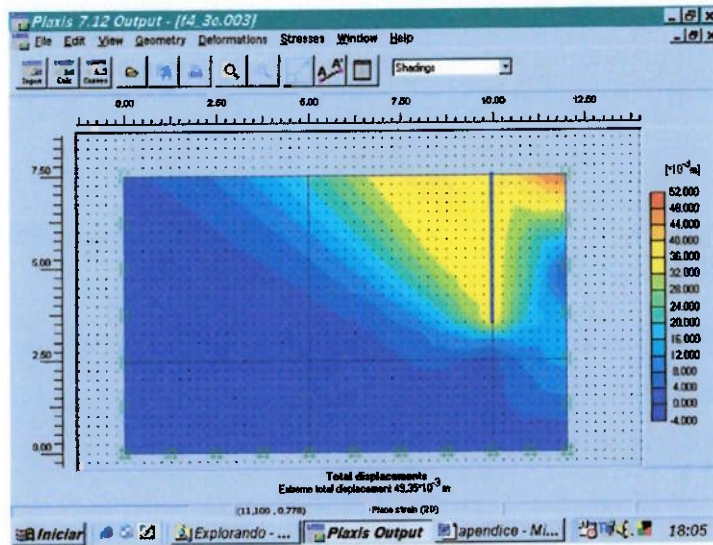 Plaxis 7.12 Output - [f4_3c.003]
File Edit View Geometry Deformations Stresses Window Help
Input Calc Curves Shadings
0.00 2.50 5.00 7.50 10.00 12.50
7.50
5.00
2.50
0.00
[*10⁻³m]
52.000
48.000
44.000
40.000
36.000
32.000
28.000
24.000
20.000
16.000
12.000
8.000
4.000
0.000
-4.000
Total displacements
Extreme total displacement 49,35*10⁻³ m
(11,100 , 0.778) Plane strain (2D)
Iniciar Explorando - ... Plaxis Output apendice - Mi... 18:05